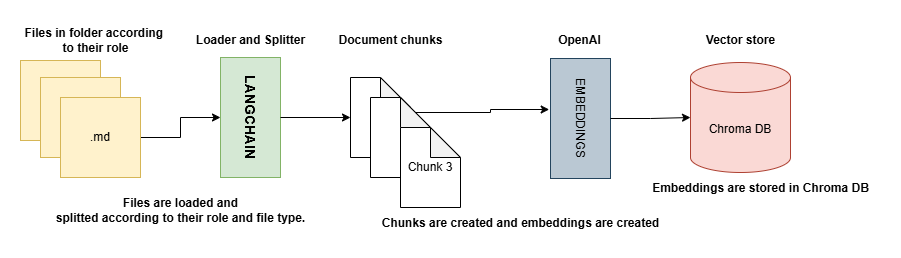 Files in folder according
to their role
Loader and Splitter
Document chunks
OpenAI
Vector store
.md
LANGCHAIN
Chunk 3
EMBEDDINGS
Chroma DB
Files are loaded and
splitted according to their role and file type.
Chunks are created and embeddings are created
Embeddings are stored in Chroma DB